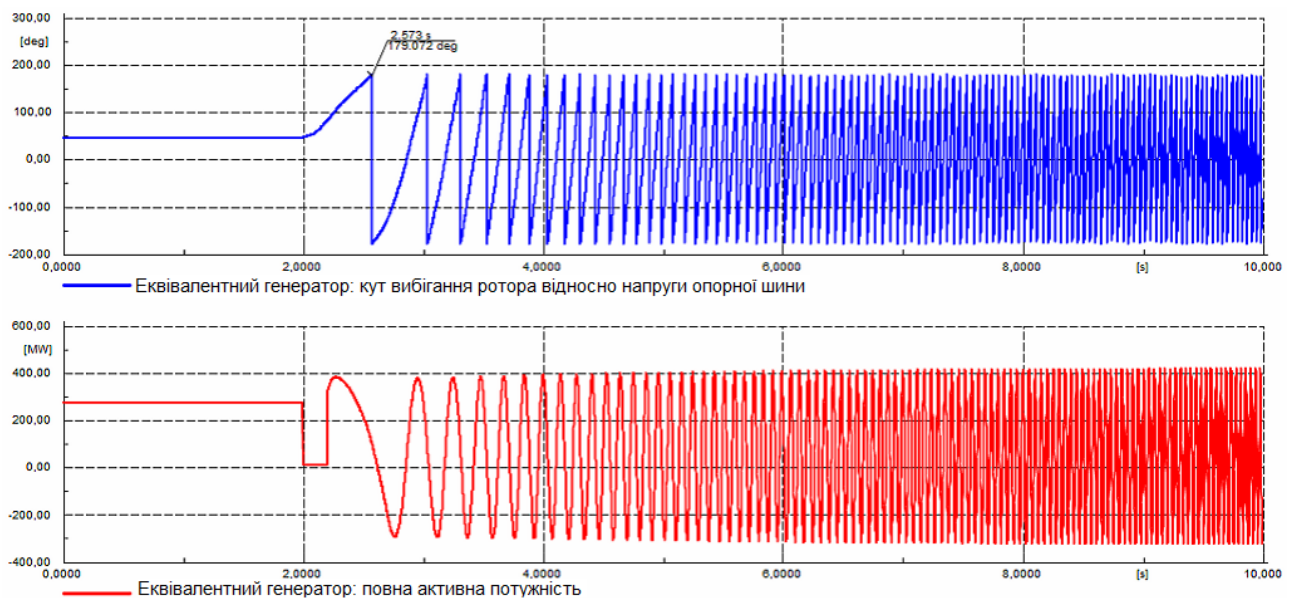 300,00
[deg]
2.573 s
179.072 deg
200,00
100,00
0,00
-100,00
-200,00
0,0000 2,0000 4,0000 6,0000 8,0000 [s] 10,000
Еквівалентний генератор: кут вибігання ротора відносно напруги опорної шини
600,00
[MW]
400,00
200,00
0,00
-200,00
-400,00
0,0000 2,0000 4,0000 6,0000 8,0000 [s] 10,000
Еквівалентний генератор: повна активна потужність